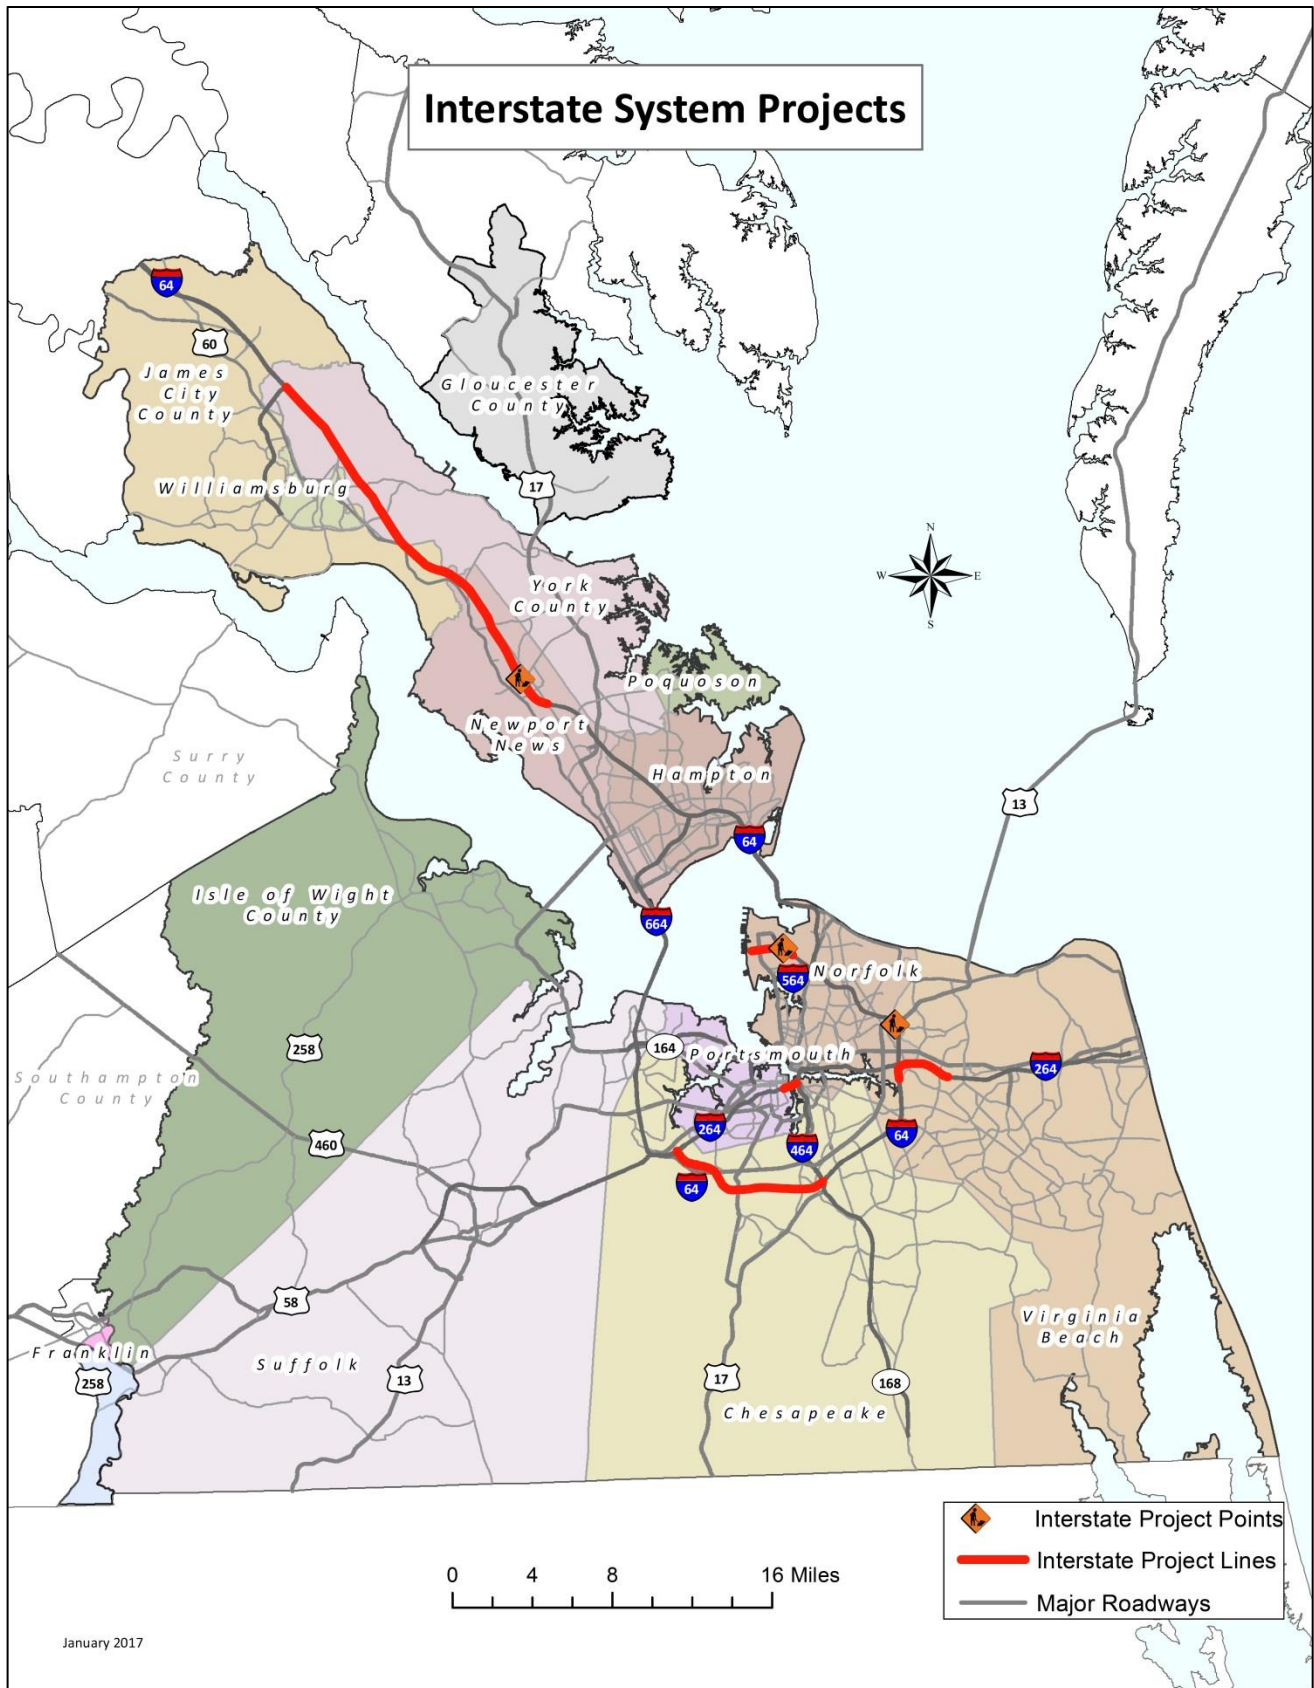 Interstate System Projects
64
60
James
City
County
Gloucester
County
Williamsburg
17
N
W
E
S
York
County
Poquoson
Newport
News
Surry
County
Hampton
13
64
Isle of Wight
County
664
Norfolk
564
258
164
Portsmouth
264
Southampton
County
264
64
460
464
64
58
Virginia
Beach
Franklin
Suffolk
258
13
17
168
Chesapeake
Interstate Project Points
Interstate Project Lines
Major Roadways
0 4 8 16 Miles
January 2017